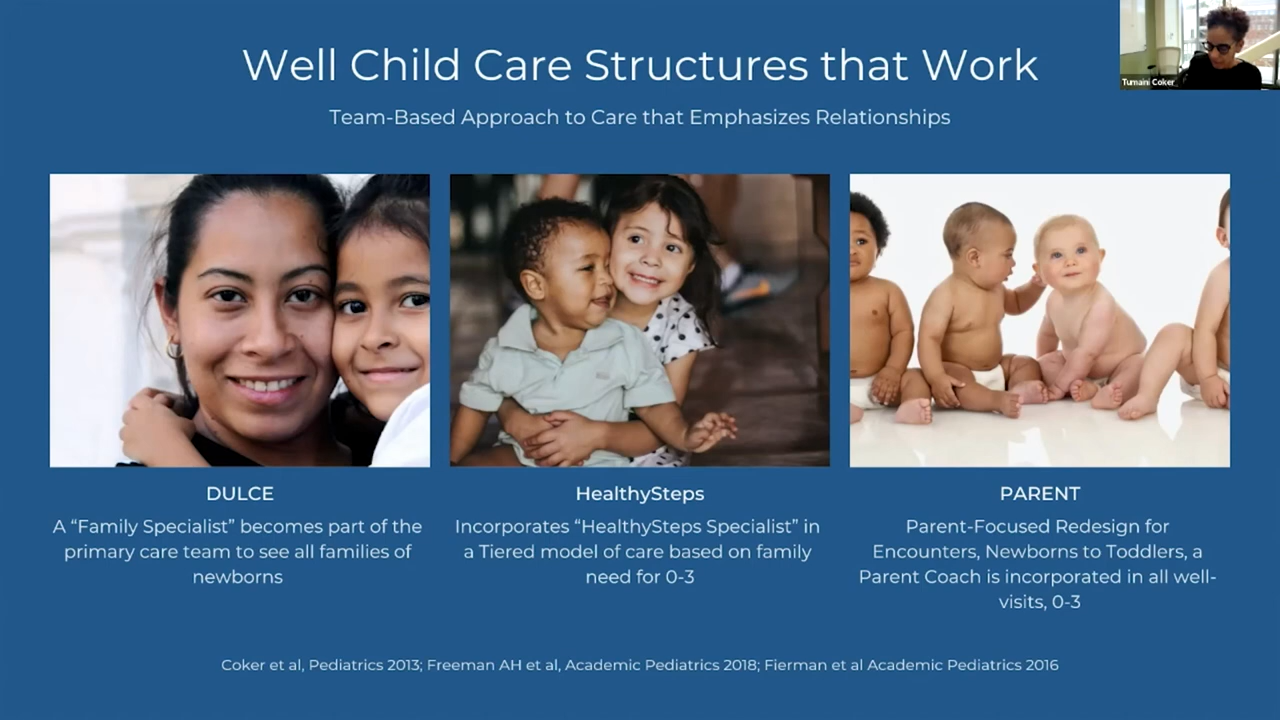 Well Child Care Structures that Work
Tumaini Coker
Team-Based Approach to Care that Emphasizes Relationships
DULCE
A “Family Specialist” becomes part of the
primary care team to see all families of
newborns
HealthySteps
Incorporates “HealthySteps Specialist” in
a Tiered model of care based on family
need for 0-3
PARENT
Parent-Focused Redesign for
Encounters, Newborns to Toddlers, a
Parent Coach is incorporated in all well-
visits, 0-3
Coker et al, Pediatrics 2013; Freeman AH et al, Academic Pediatrics 2018; Fierman et al Academic Pediatrics 2016